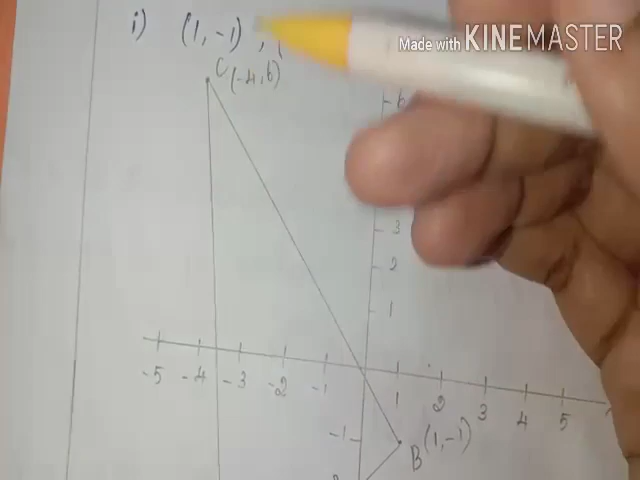 i) (1, -1) , (
Made with KINEMASTER
C(-4, 6)
6
3
2
1
-5 -4 -3 -2 -1 1 2 3 4 5
-1
B(1, -1)